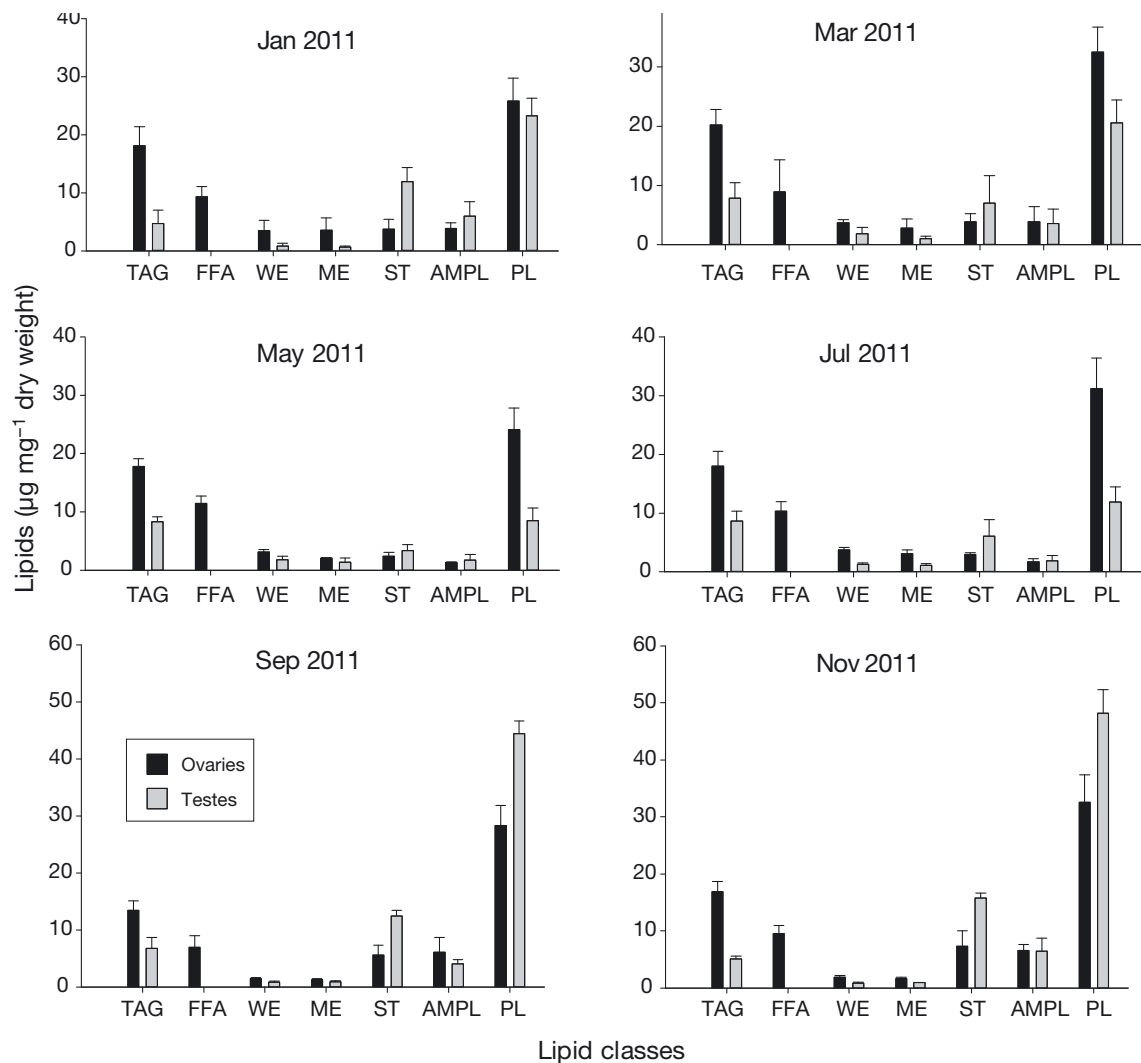 Jan 2011
Mar 2011
40
30
20
10
0
30
20
10
0
TAG FFA WE ME ST AMPL PL
TAG FFA WE ME ST AMPL PL
Lipids (µg mg⁻¹ dry weight)
May 2011
Jul 2011
40
30
20
10
0
40
30
20
10
0
TAG FFA WE ME ST AMPL PL
TAG FFA WE ME ST AMPL PL
Sep 2011
Nov 2011
60
50
40
30
20
10
0
60
50
40
30
20
10
0
Ovaries
Testes
TAG FFA WE ME ST AMPL PL
TAG FFA WE ME ST AMPL PL
Lipid classes